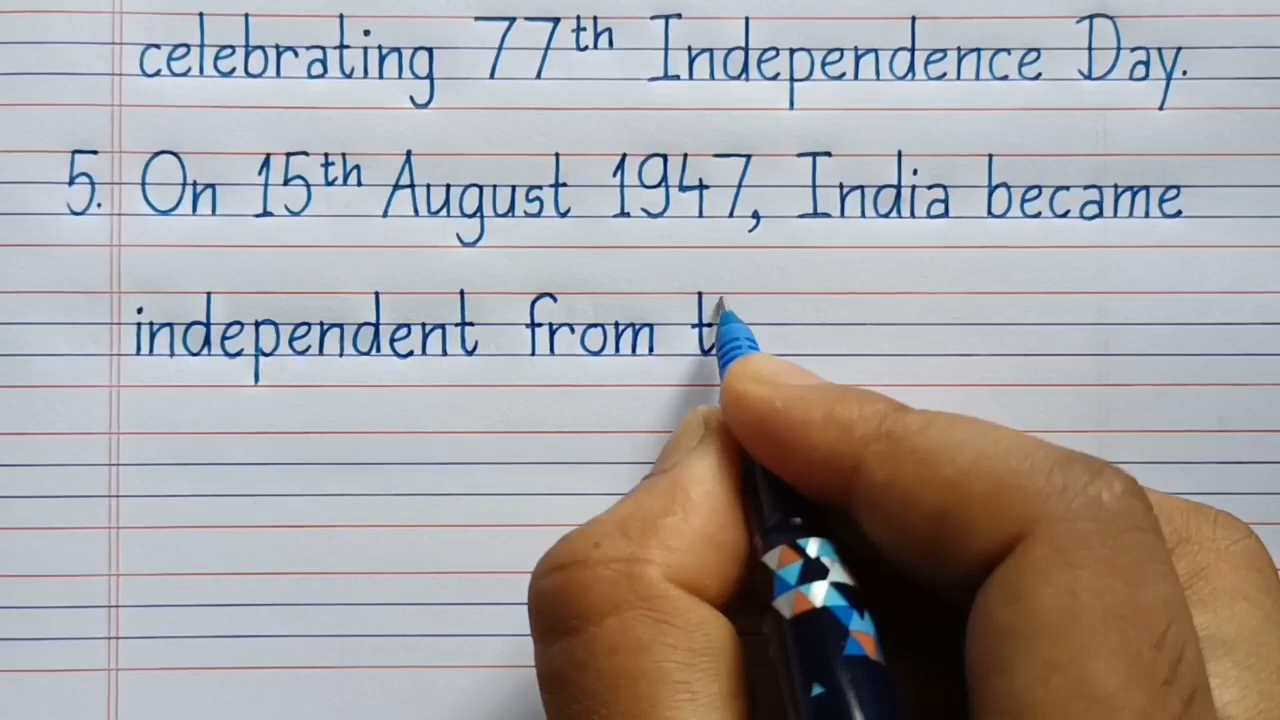 celebrating 77th Independence Day.
5. On 15th August 1947, India became
independent from t